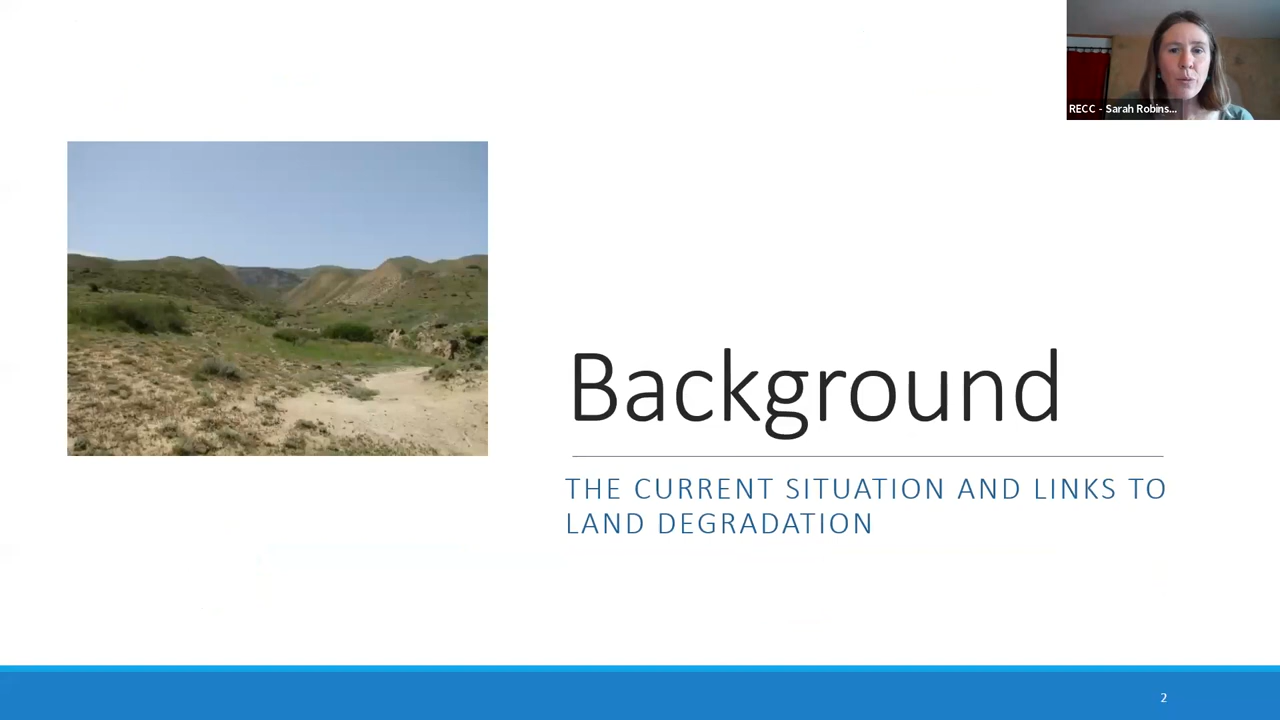 RECC - Sarah Robins...
Background
THE CURRENT SITUATION AND LINKS TO
LAND DEGRADATION
2